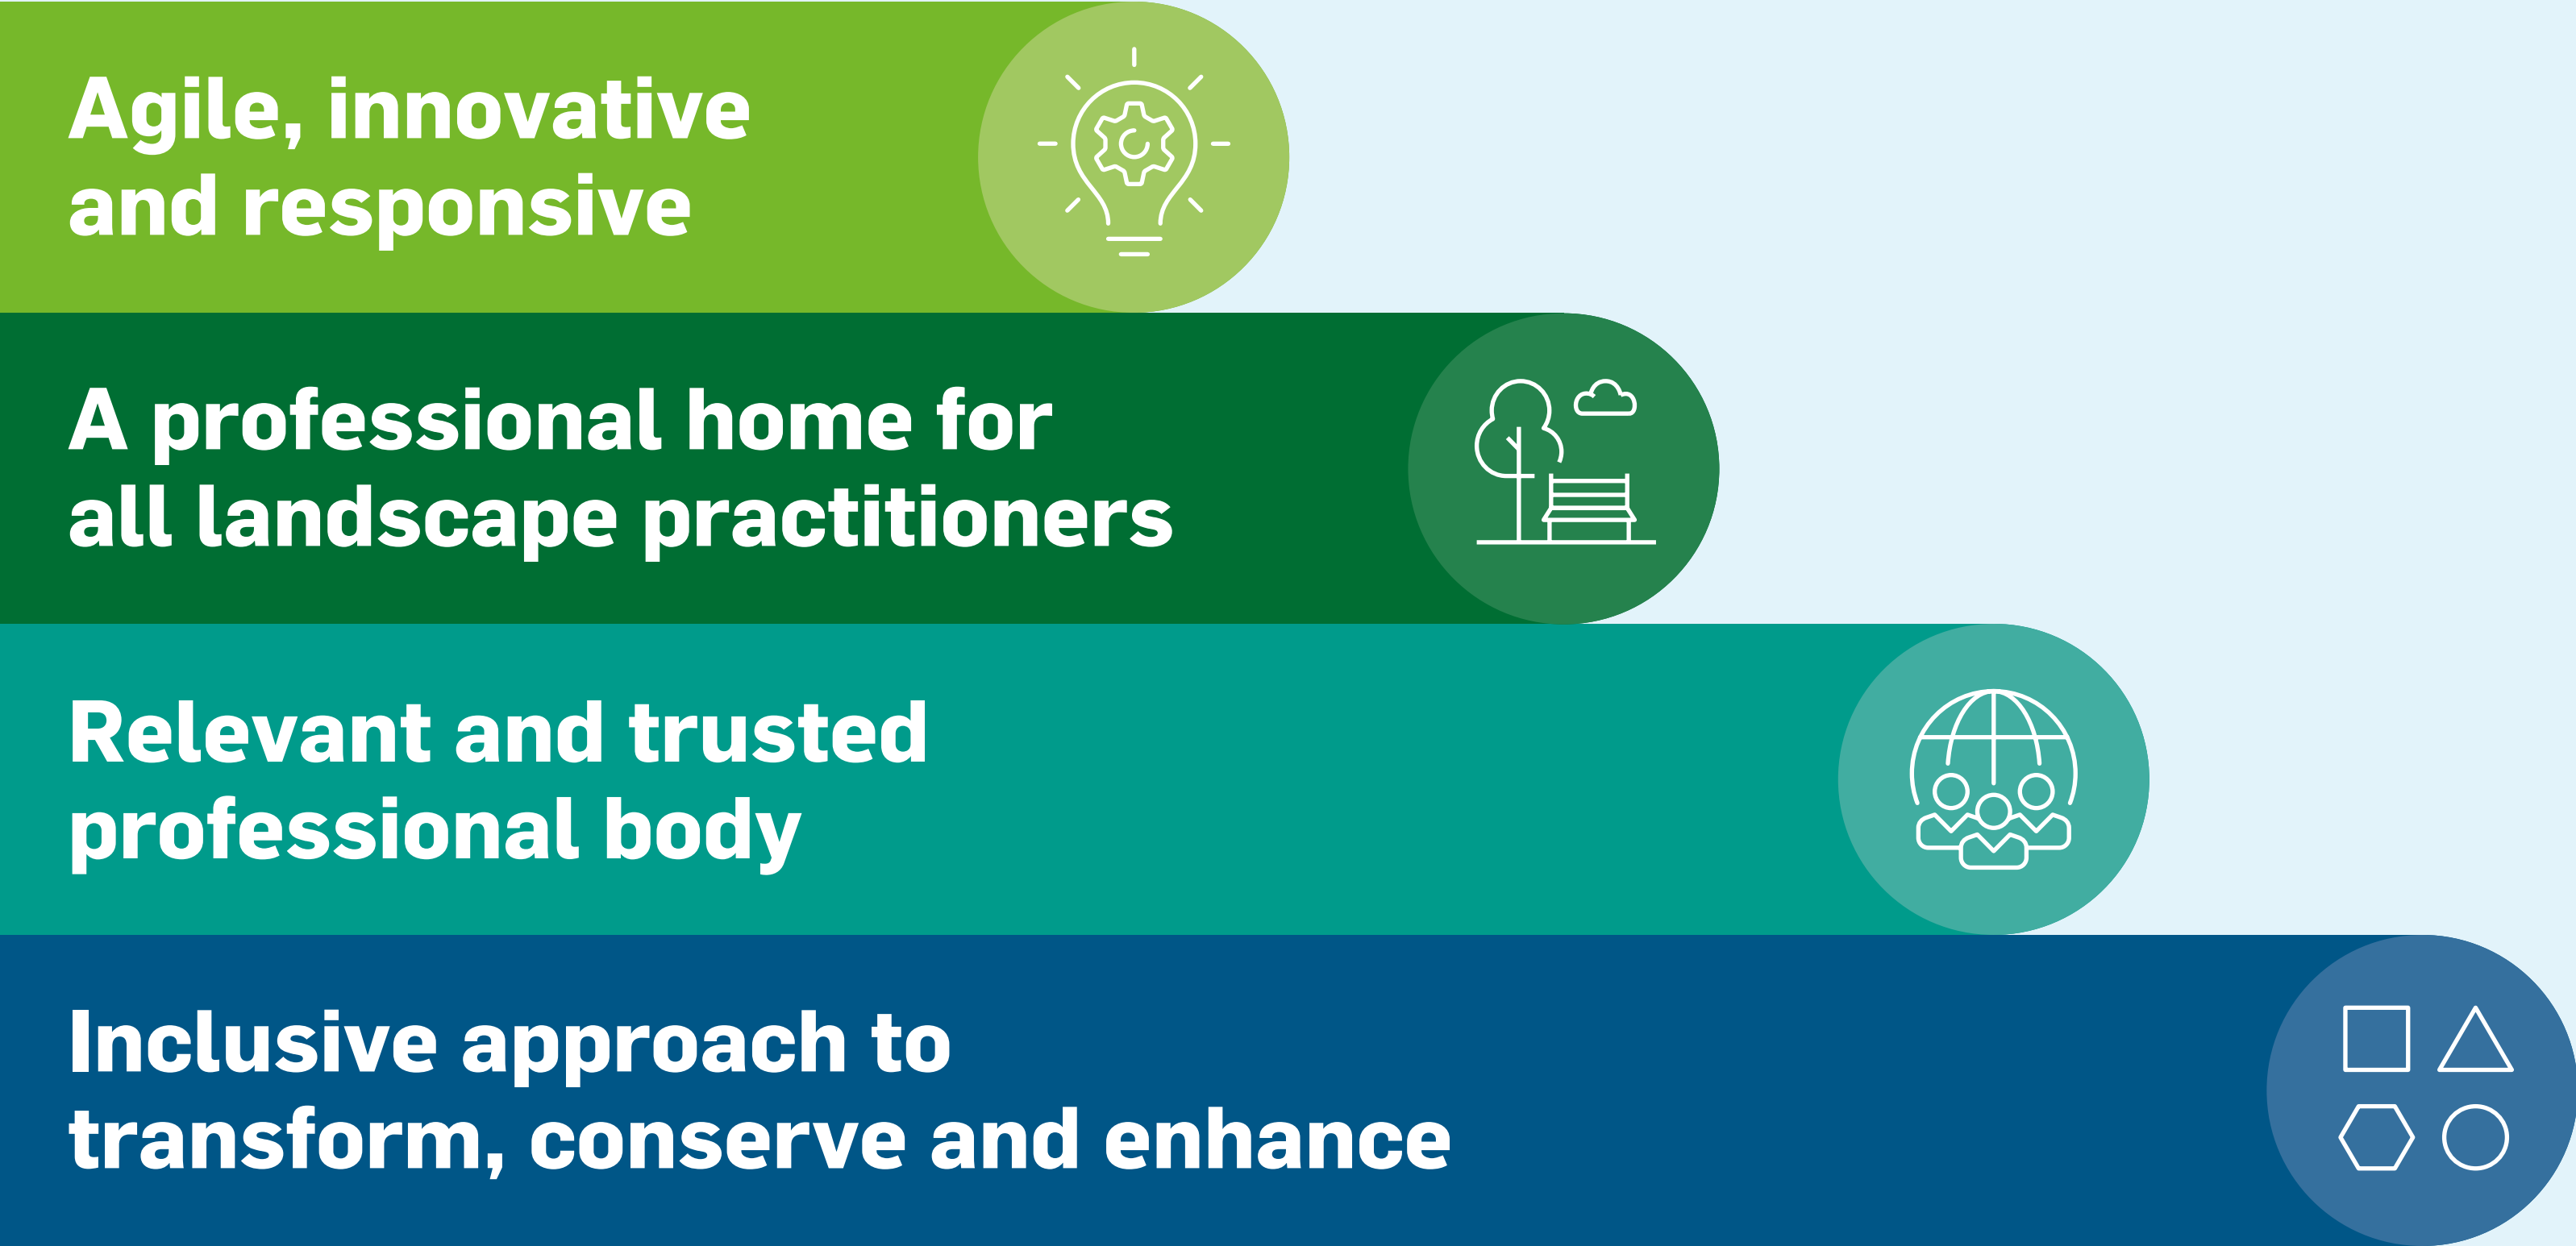 Agile, innovative
and responsive
A professional home for
all landscape practitioners
Relevant and trusted
professional body
Inclusive approach to
transform, conserve and enhance